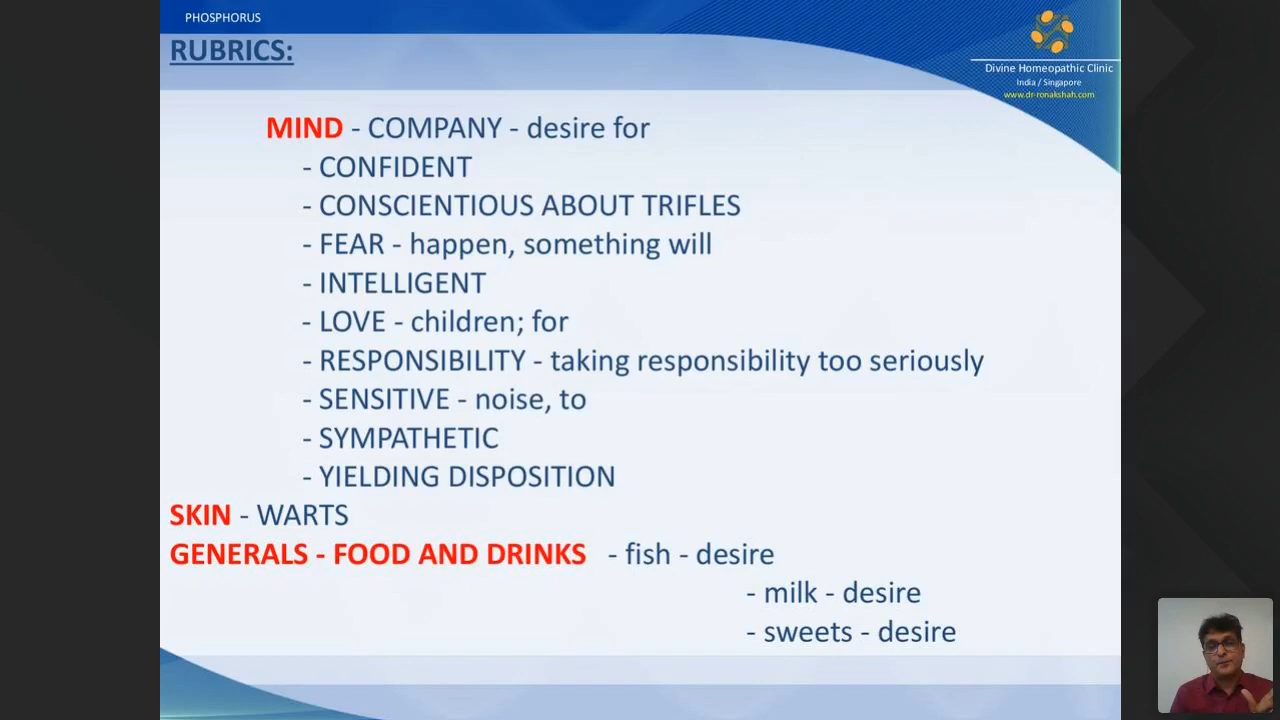 PHOSPHORUS
RUBRICS:
Divine Homeopathic Clinic
India / Singapore
www.dr-ronakshah.com
MIND - COMPANY - desire for
- CONFIDENT
- CONSCIENTIOUS ABOUT TRIFLES
- FEAR - happen, something will
- INTELLIGENT
- LOVE - children; for
- RESPONSIBILITY - taking responsibility too seriously
- SENSITIVE - noise, to
- SYMPATHETIC
- YIELDING DISPOSITION
SKIN - WARTS
GENERALS - FOOD AND DRINKS - fish - desire
- milk - desire
- sweets - desire